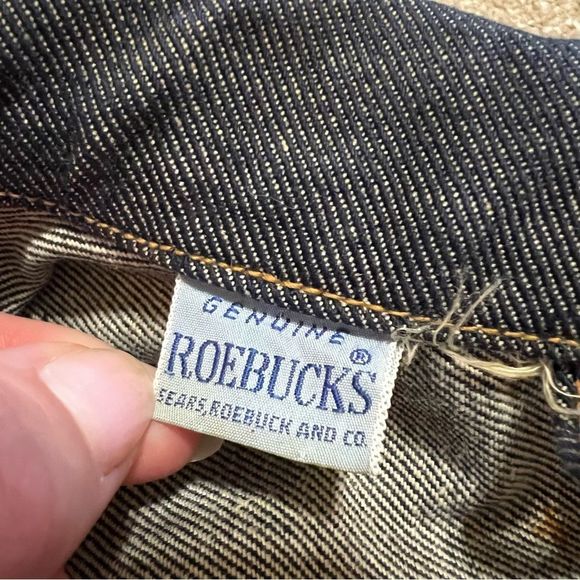 GENUINE
ROEBUCKS®
SEARS, ROEBUCK AND CO.